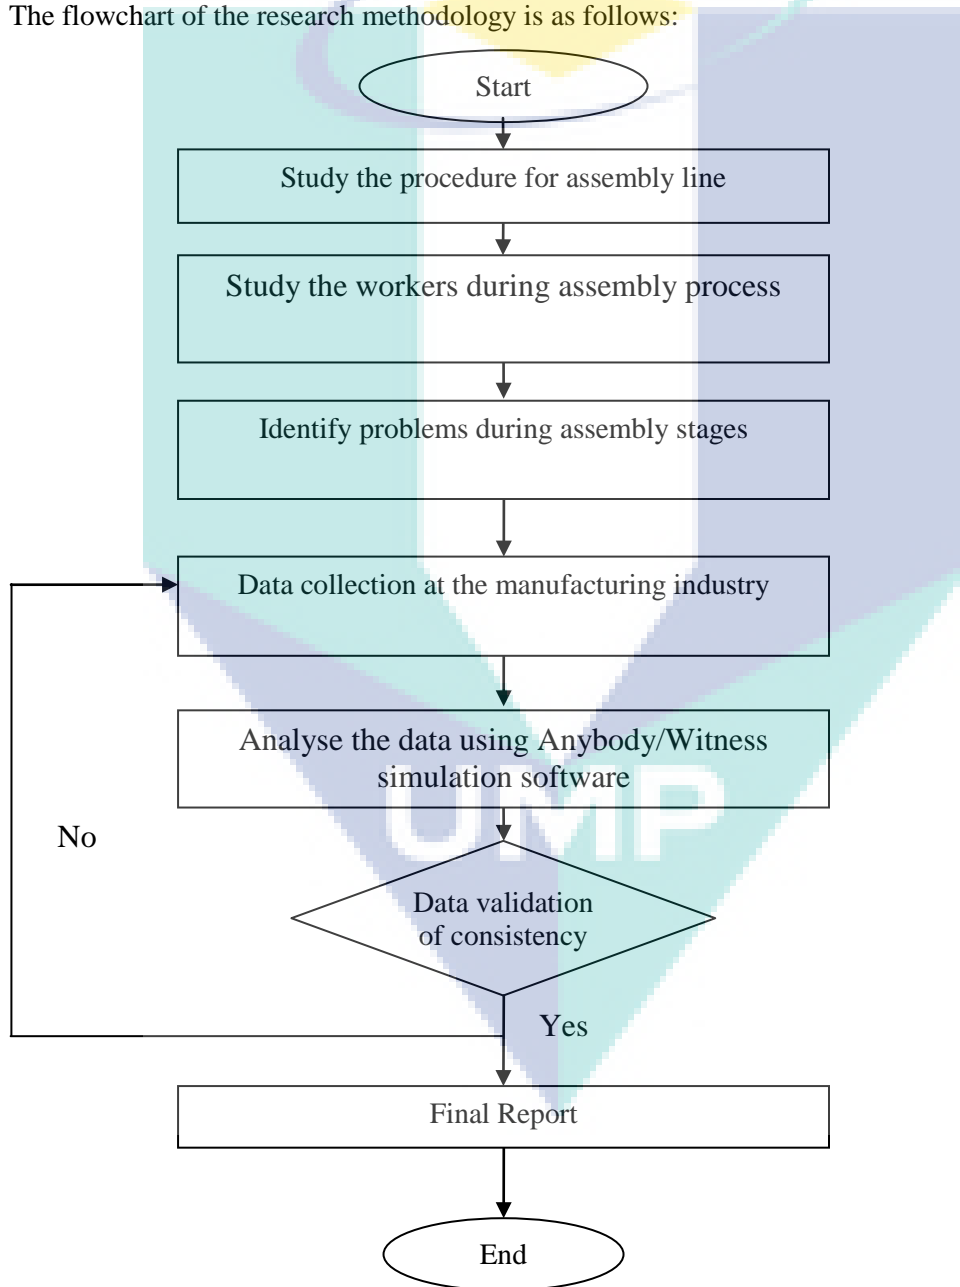 The flowchart of the research methodology is as follows:
Start
Study the procedure for assembly line
Study the workers during assembly process
Identify problems during assembly stages
Data collection at the manufacturing industry
Analyse the data using Anybody/Witness
simulation software
UMP
No
Data validation
of consistency
Yes
Final Report
End